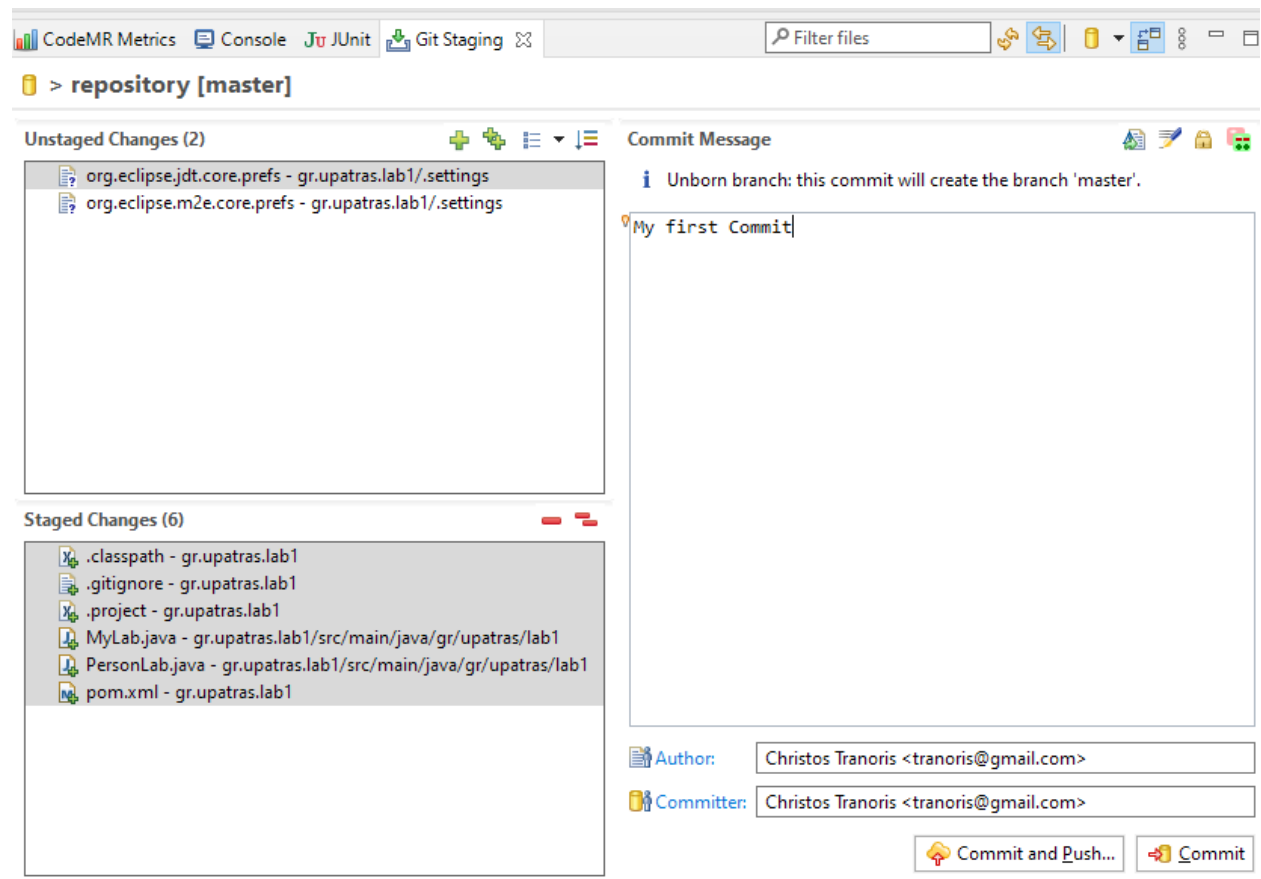 CodeMR Metrics Console JU JUnit Git Staging Filter files
> repository [master]
Unstaged Changes (2)
org.eclipse.jdt.core.prefs - gr.upatras.lab1/.settings
org.eclipse.m2e.core.prefs - gr.upatras.lab1/.settings
Staged Changes (6)
.classpath - gr.upatras.lab1
.gitignore - gr.upatras.lab1
.project - gr.upatras.lab1
MyLab.java - gr.upatras.lab1/src/main/java/gr/upatras/lab1
PersonLab.java - gr.upatras.lab1/src/main/java/gr/upatras/lab1
pom.xml - gr.upatras.lab1
Commit Message
Unborn branch: this commit will create the branch 'master'.
My first Commit
Author: Christos Tranoris <tranoris@gmail.com>
Committer: Christos Tranoris <tranoris@gmail.com>
Commit and Push... Commit